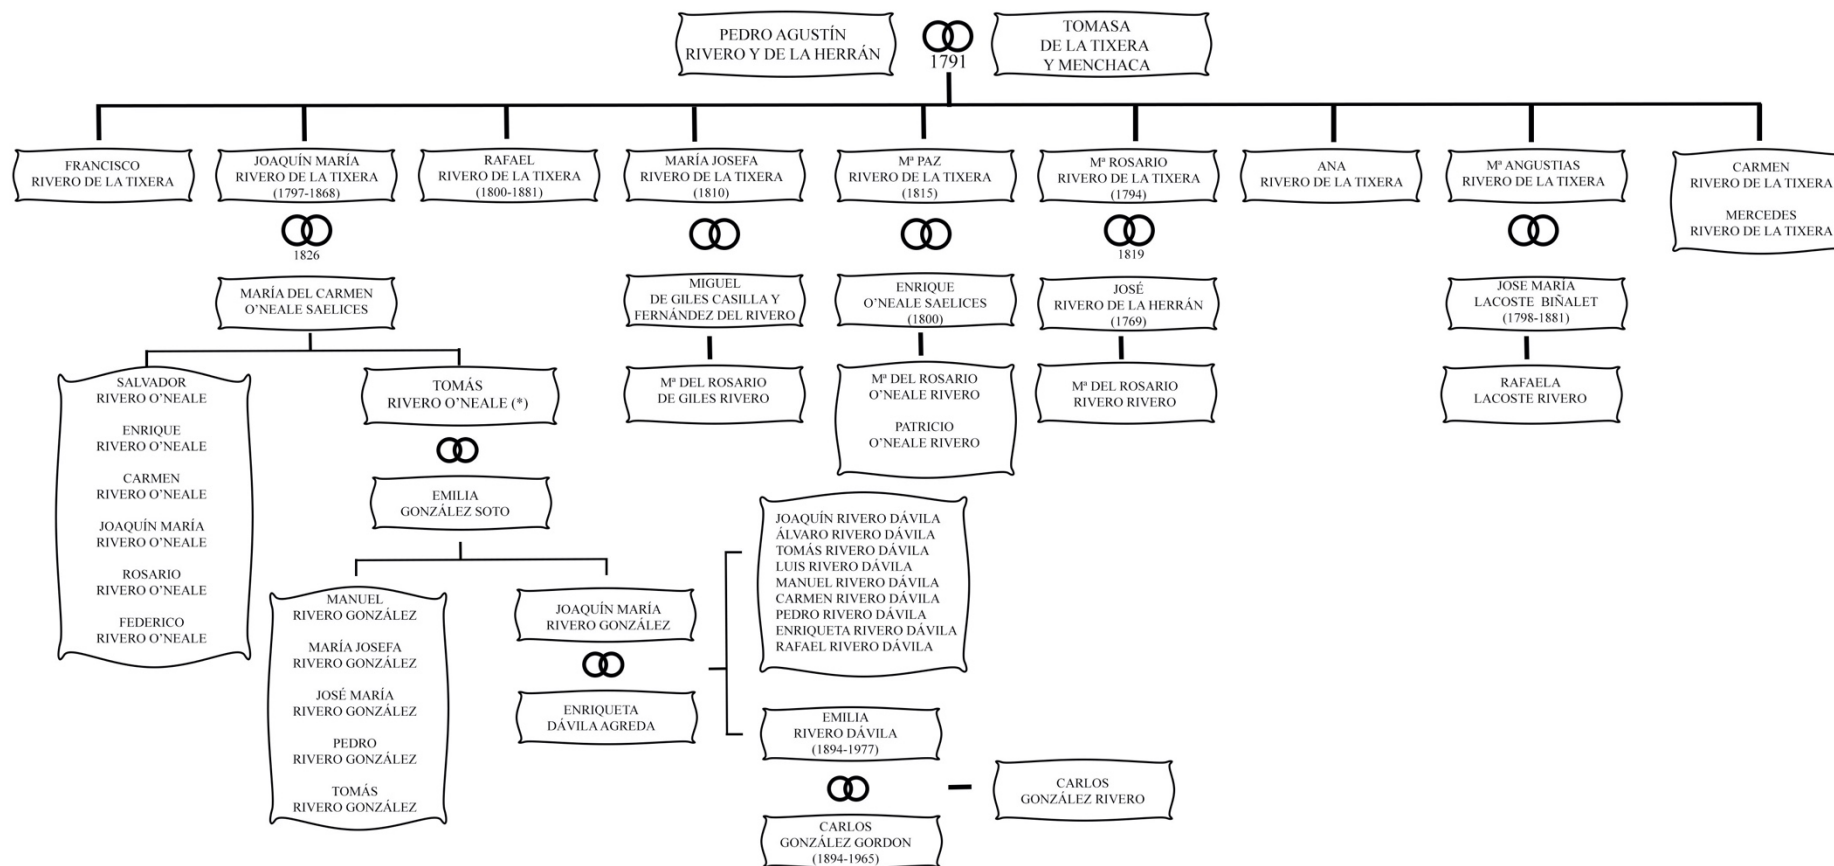 PEDRO AGUSTÍN
RIVERO Y DE LA HERRÁN
1791
TOMASA
DE LA TIXERA
Y MENCHACA
FRANCISCO
RIVERO DE LA TIXERA
JOAQUÍN MARÍA
RIVERO DE LA TIXERA
(1797-1868)
RAFAEL
RIVERO DE LA TIXERA
(1800-1881)
MARÍA JOSEFA
RIVERO DE LA TIXERA
(1810)
Mª PAZ
RIVERO DE LA TIXERA
(1815)
Mª ROSARIO
RIVERO DE LA TIXERA
(1794)
ANA
RIVERO DE LA TIXERA
Mª ANGUSTIAS
RIVERO DE LA TIXERA
CARMEN
RIVERO DE LA TIXERA
MERCEDES
RIVERO DE LA TIXERA
1826
1819
MARÍA DEL CARMEN
O'NEALE SAELICES
MIGUEL
DE GILES CASILLA Y
FERNÁNDEZ DEL RIVERO
ENRIQUE
O'NEALE SAELICES
(1800)
JOSÉ
RIVERO DE LA HERRÁN
(1769)
JOSE MARÍA
LACOSTE BIÑALET
(1798-1881)
SALVADOR
RIVERO O'NEALE
ENRIQUE
RIVERO O'NEALE
CARMEN
RIVERO O'NEALE
JOAQUÍN MARÍA
RIVERO O'NEALE
ROSARIO
RIVERO O'NEALE
FEDERICO
RIVERO O'NEALE
TOMÁS
RIVERO O'NEALE (*)
Mª DEL ROSARIO
DE GILES RIVERO
Mª DEL ROSARIO
O'NEALE RIVERO
PATRICIO
O'NEALE RIVERO
Mª DEL ROSARIO
RIVERO RIVERO
RAFAELA
LACOSTE RIVERO
EMILIA
GONZÁLEZ SOTO
MANUEL
RIVERO GONZÁLEZ
MARÍA JOSEFA
RIVERO GONZÁLEZ
JOSÉ MARÍA
RIVERO GONZÁLEZ
PEDRO
RIVERO GONZÁLEZ
TOMÁS
RIVERO GONZÁLEZ
JOAQUÍN MARÍA
RIVERO GONZÁLEZ
ENRIQUETA
DÁVILA AGREDA
JOAQUÍN RIVERO DÁVILA
ÁLVARO RIVERO DÁVILA
TOMÁS RIVERO DÁVILA
LUIS RIVERO DÁVILA
MANUEL RIVERO DÁVILA
CARMEN RIVERO DÁVILA
PEDRO RIVERO DÁVILA
ENRIQUETA RIVERO DÁVILA
RAFAEL RIVERO DÁVILA
EMILIA
RIVERO DÁVILA
(1894-1977)
CARLOS
GONZÁLEZ GORDON
(1894-1965)
CARLOS
GONZÁLEZ RIVERO